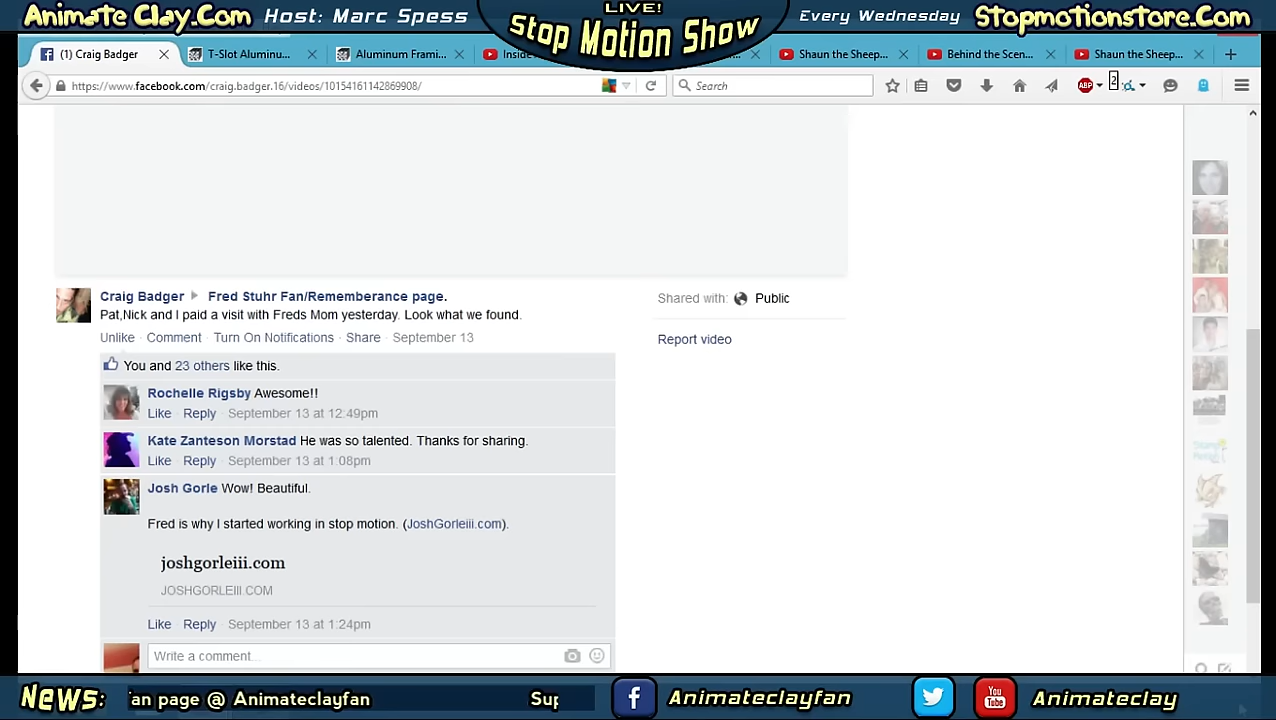 Animate Clay.Com
Host: Marc Spess
LIVE!
Stop Motion Show
Every Wednesday
Stopmotionstore.Com
(1) Craig Badger
T-Slot Aluminu...
Aluminum Frami...
Inside
Shaun the Sheep...
Behind the Scen...
Shaun the Sheep...
https://www.facebook.com/craig.badger.16/videos/10154161142869908/
Search
ABP
2
Craig Badger Fred Stuhr Fan/Rememberance page.
Pat,Nick and I paid a visit with Freds Mom yesterday. Look what we found.
Unlike · Comment · Turn On Notifications · Share · September 13
Shared with: Public
Report video
You and 23 others like this.
Rochelle Rigsby Awesome!!
Like · Reply · September 13 at 12:49pm
Kate Zanteson Morstad He was so talented. Thanks for sharing.
Like · Reply · September 13 at 1:08pm
Josh Gorle Wow! Beautiful.
Fred is why I started working in stop motion. (JoshGorleiii.com).
joshgorleiii.com
JOSHGORLEIII.COM
Like · Reply · September 13 at 1:24pm
Write a comment...
News:
an page @ Animateclayfan
Sup
Animateclayfan
You Tube
Animateclay